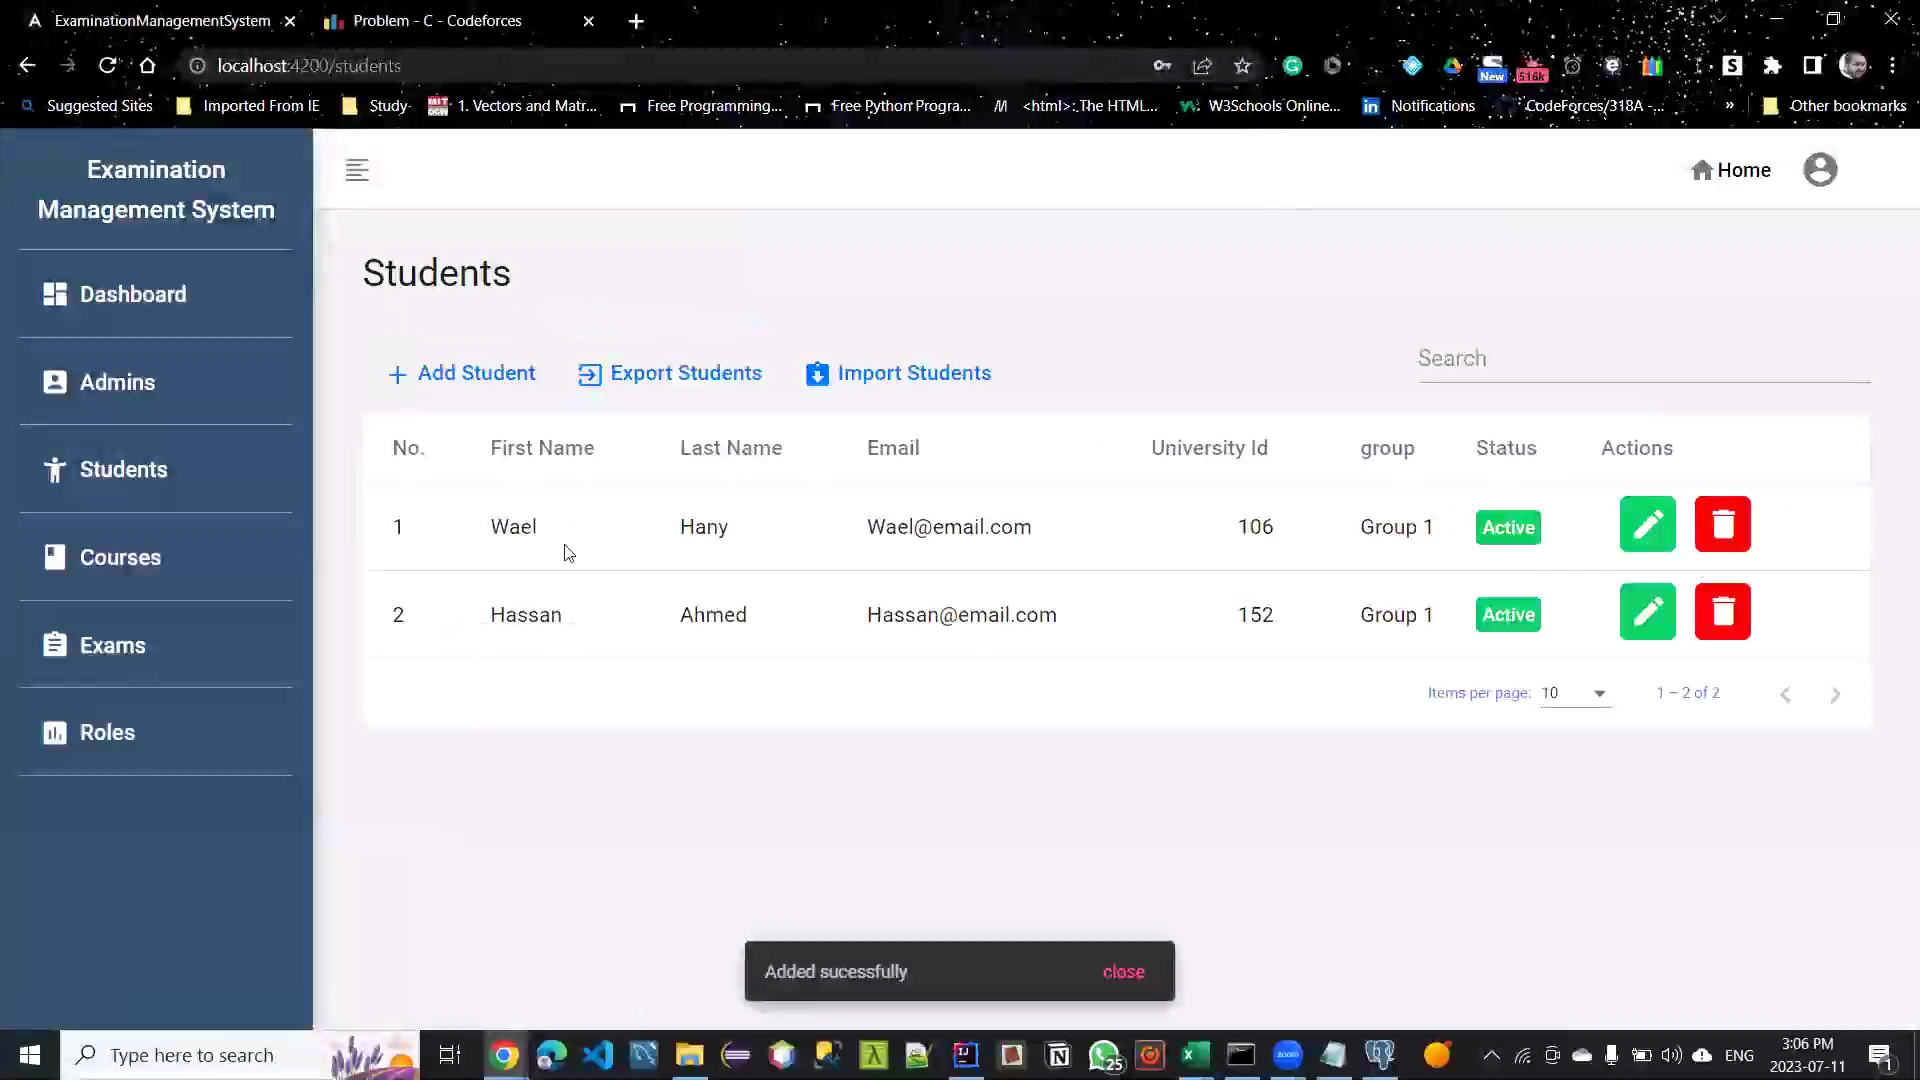 ExaminationManagementSystem
Problem - C - Codeforces
localhost:4200/students
New
516k
Suggested Sites
Imported From IE
Study
1. Vectors and Matr...
Free Programming...
Free Python Progra...
<html>: The HTML...
W3Schools Online...
Notifications
CodeForces/318A -...
»
Other bookmarks
Examination
Management System
Home
Dashboard
Admins
Students
Courses
Exams
Roles
Students
Add Student
Export Students
Import Students
Search
No. First Name Last Name Email University Id group Status Actions
1 Wael Hany Wael@email.com 106 Group 1 Active
2 Hassan Ahmed Hassan@email.com 152 Group 1 Active
Items per page: 10 1 – 2 of 2
Added sucessfully close
Type here to search
25
zoom
ENG
3:06 PM
2023-07-11
1